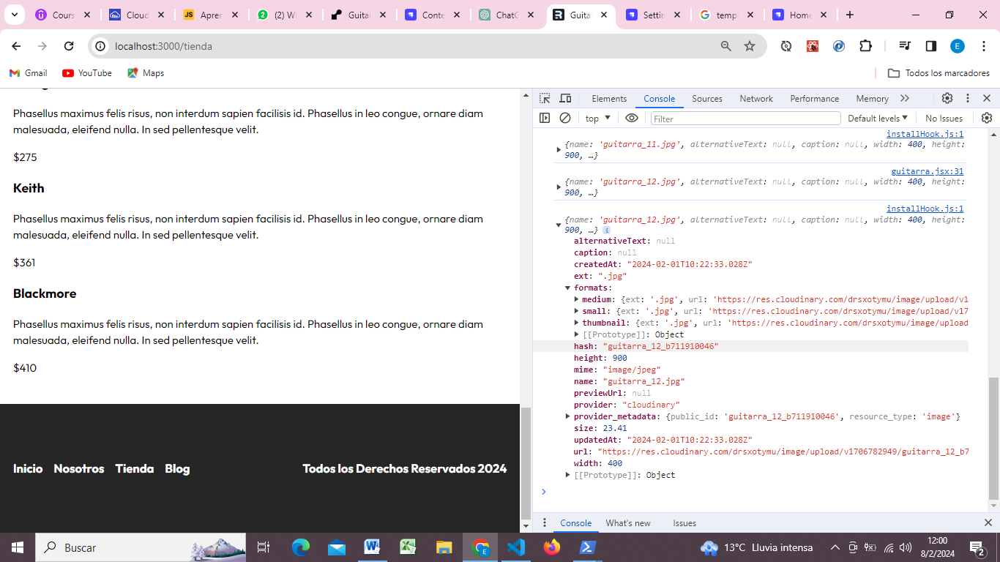 Cours
Cloud
JS
Apren
2
(2) W
Guitar
Conte
ChatG
Guita
Settin
temp
Home
localhost:3000/tienda
E
Gmail
YouTube
Maps
Todos los marcadores
Phasellus maximus felis risus, non interdum sapien facilisis id. Phasellus in leo congue, ornare diam
malesuada, eleifend nulla. In sed pellentesque velit.
$275
Keith
Phasellus maximus felis risus, non interdum sapien facilisis id. Phasellus in leo congue, ornare diam
malesuada, eleifend nulla. In sed pellentesque velit.
$361
Blackmore
Phasellus maximus felis risus, non interdum sapien facilisis id. Phasellus in leo congue, ornare diam
malesuada, eleifend nulla. In sed pellentesque velit.
$410
Inicio Nosotros Tienda Blog
Todos los Derechos Reservados 2024
Elements Console Sources Network Performance Memory
top Filter Default levels No Issues
installHook.js:1
{name: 'guitarra_11.jpg', alternativeText: null, caption: null, width: 400, height:
900, …}
guitarra.jsx:31
{name: 'guitarra_12.jpg', alternativeText: null, caption: null, width: 400, height:
900, …}
installHook.js:1
{name: 'guitarra_12.jpg', alternativeText: null, caption: null, width: 400, height:
900, …} i
alternativeText: null
caption: null
createdAt: "2024-02-01T10:22:33.028Z"
ext: ".jpg"
formats:
medium: {ext: '.jpg', url: 'https://res.cloudinary.com/drsxotymu/image/upload/v1
small: {ext: '.jpg', url: 'https://res.cloudinary.com/drsxotymu/image/upload/v17
thumbnail: {ext: '.jpg', url: 'https://res.cloudinary.com/drsxotymu/image/upload
[[Prototype]]: Object
hash: "guitarra_12_b711910046"
height: 900
mime: "image/jpeg"
name: "guitarra_12.jpg"
previewUrl: null
provider: "cloudinary"
provider_metadata: {public_id: 'guitarra_12_b711910046', resource_type: 'image'}
size: 23.41
updatedAt: "2024-02-01T10:22:33.028Z"
url: "https://res.cloudinary.com/drsxotymu/image/upload/v1706782949/guitarra_12_b7
width: 400
[[Prototype]]: Object
Console What's new Issues
Buscar
13°C Lluvia intensa
12:00
8/2/2024
2